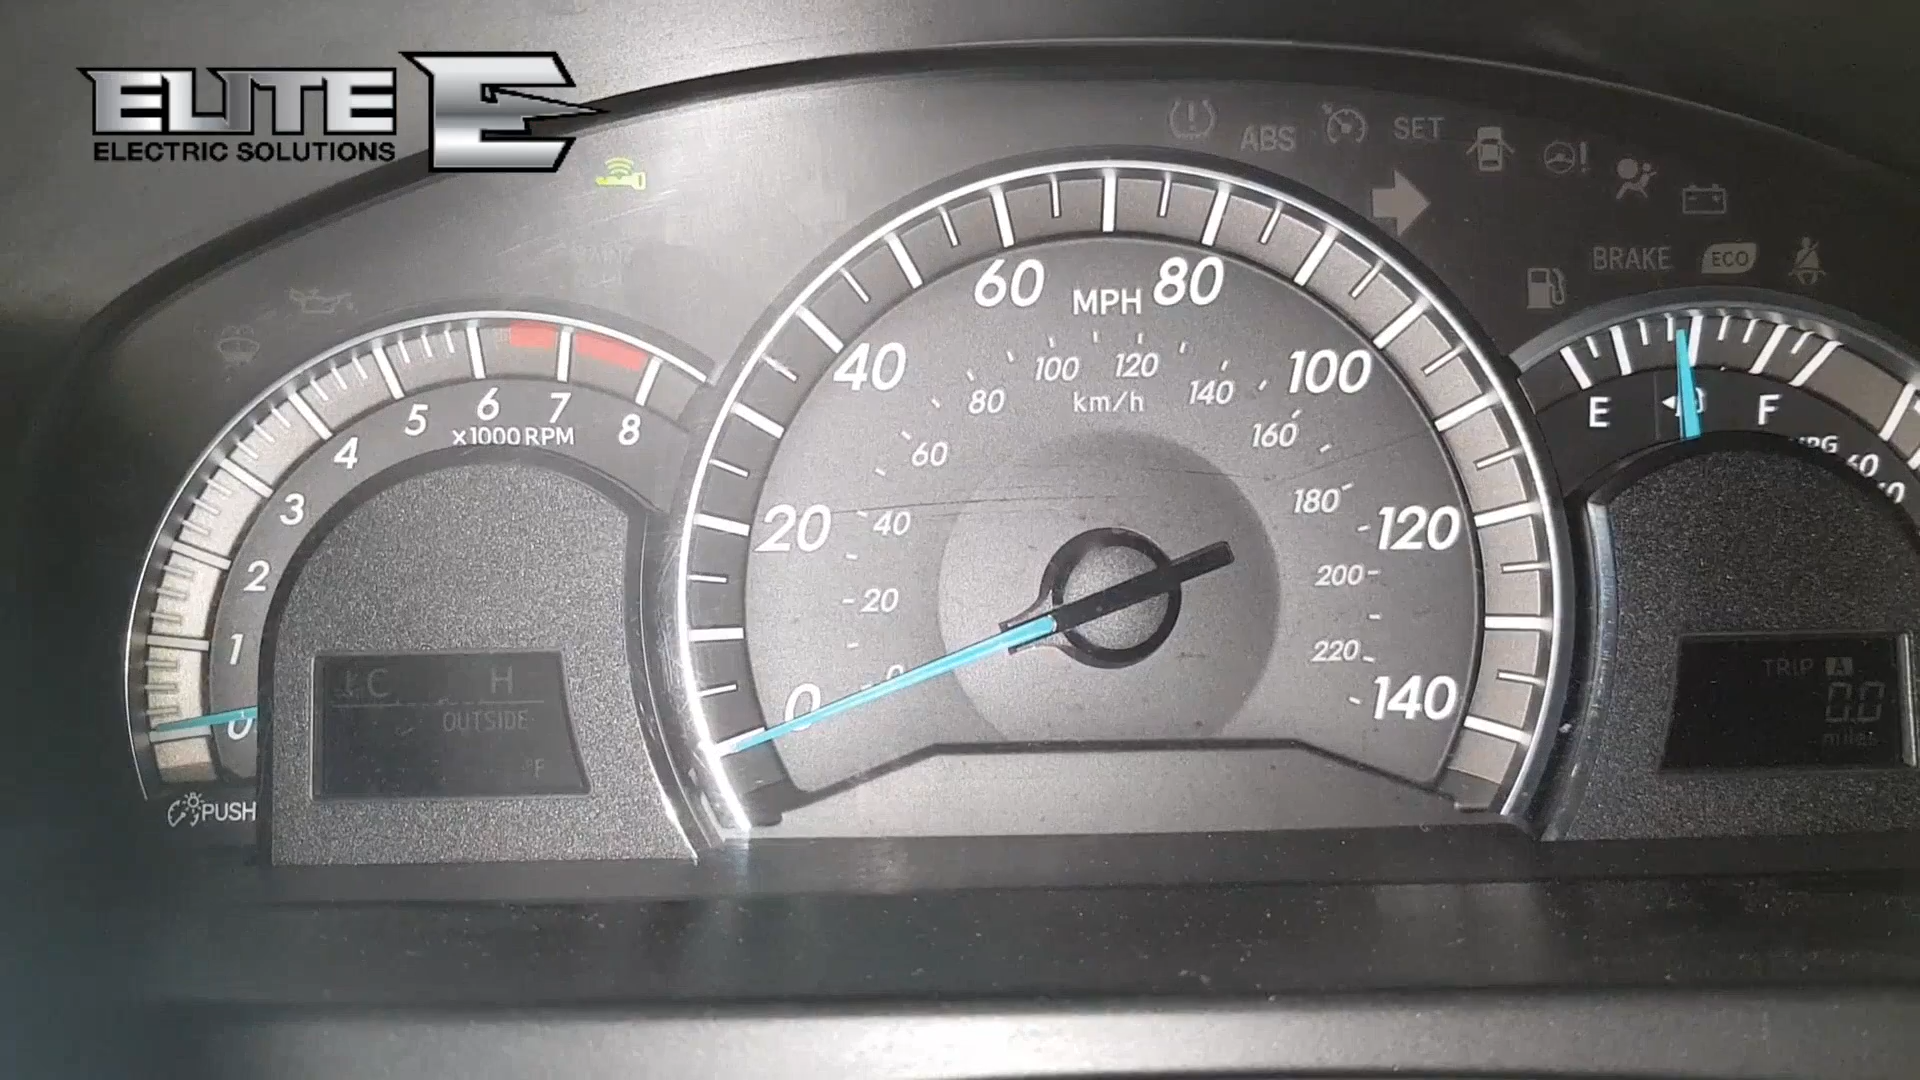 ELITE E
ELECTRIC SOLUTIONS
ABS
SET
BRAKE
ECO
0 1 2 3 4 5 6 7 8
x1000 RPM
0 20 40 60 80 100 120 140
MPH
0 20 40 60 80 100 120 140 160 180 200 220
km/h
E F
C H
OUTSIDE
°F
PUSH
TRIP A
0.0
miles